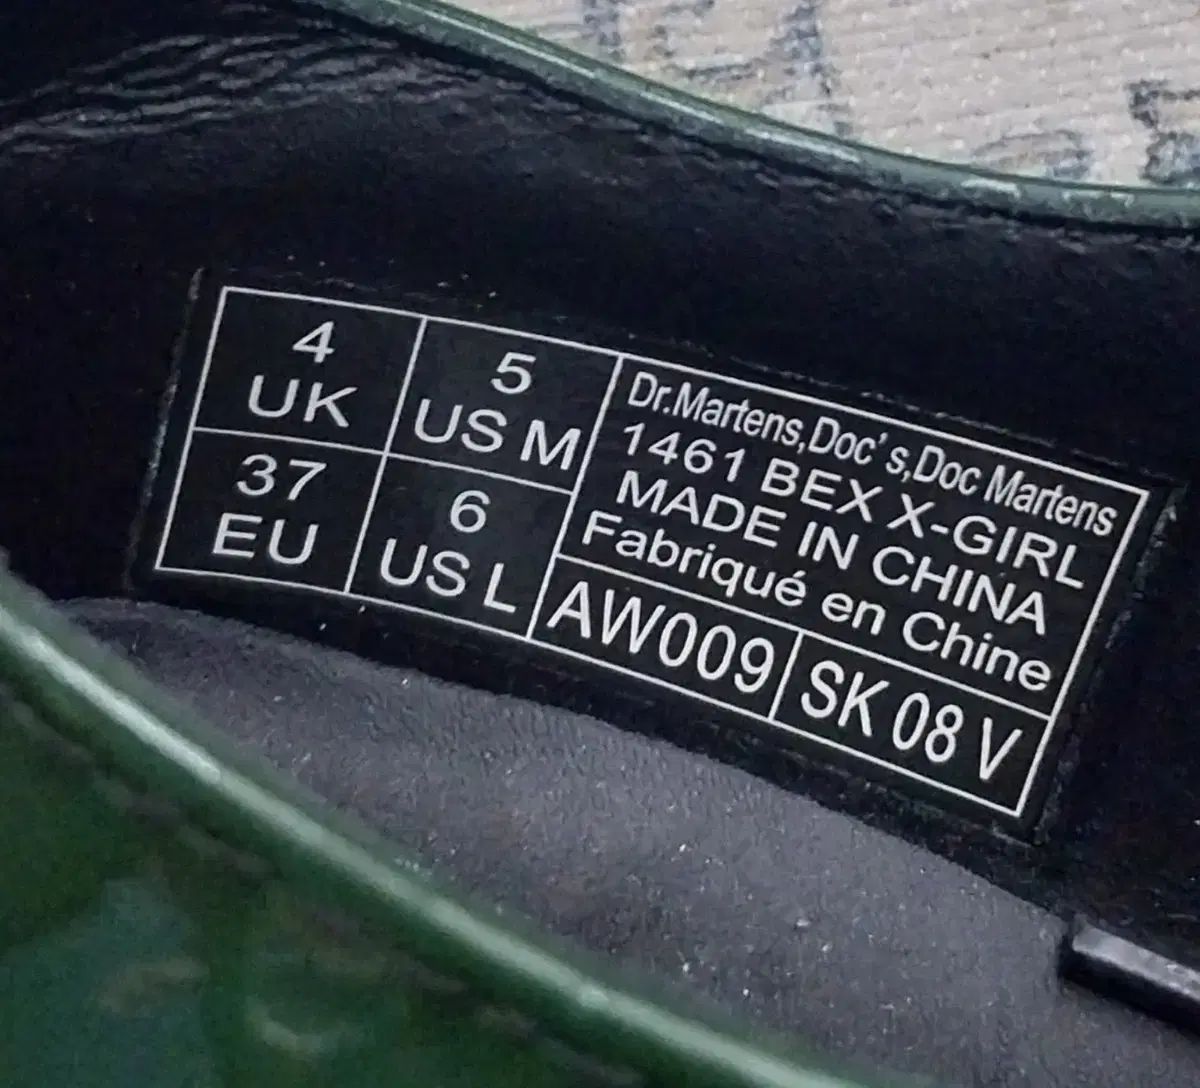 4
UK
5
US M
37
EU
6
US L
Dr.Martens,Doc's,Doc Martens
1461 BEX X-GIRL
MADE IN CHINA
Fabriqué en Chine
AW009
SK 08 V